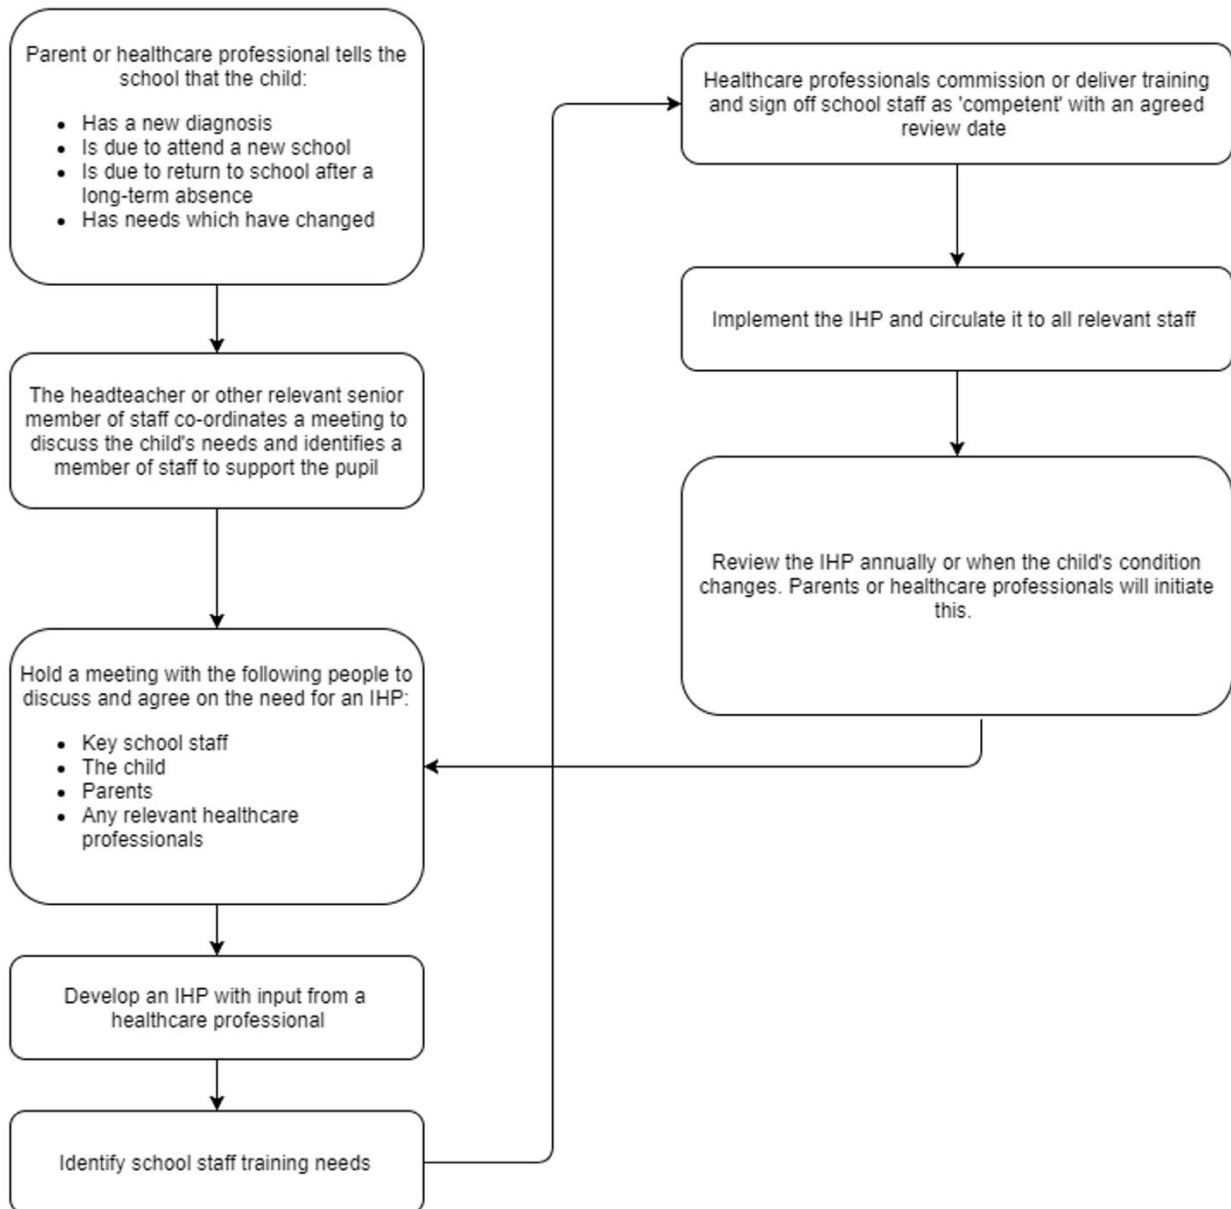 Parent or healthcare professional tells the
school that the child:
• Has a new diagnosis
• Is due to attend a new school
• Is due to return to school after a
long-term absence
• Has needs which have changed
The headteacher or other relevant senior
member of staff co-ordinates a meeting to
discuss the child's needs and identifies a
member of staff to support the pupil
Hold a meeting with the following people to
discuss and agree on the need for an IHP:
• Key school staff
• The child
• Parents
• Any relevant healthcare
professionals
Develop an IHP with input from a
healthcare professional
Identify school staff training needs
Healthcare professionals commission or deliver training
and sign off school staff as 'competent' with an agreed
review date
Implement the IHP and circulate it to all relevant staff
Review the IHP annually or when the child's condition
changes. Parents or healthcare professionals will initiate
this.